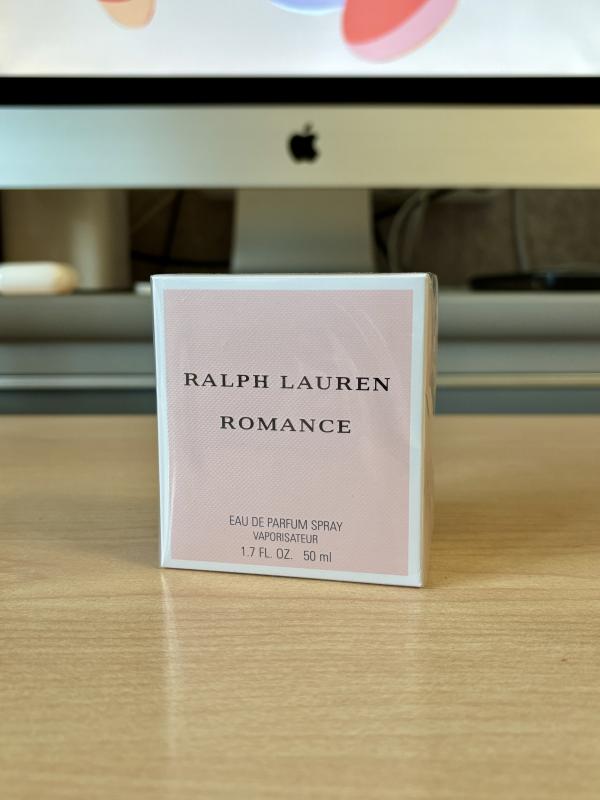 RALPH LAUREN
ROMANCE
EAU DE PARFUM SPRAY
VAPORISATEUR
1.7 FL. OZ. 50 ml